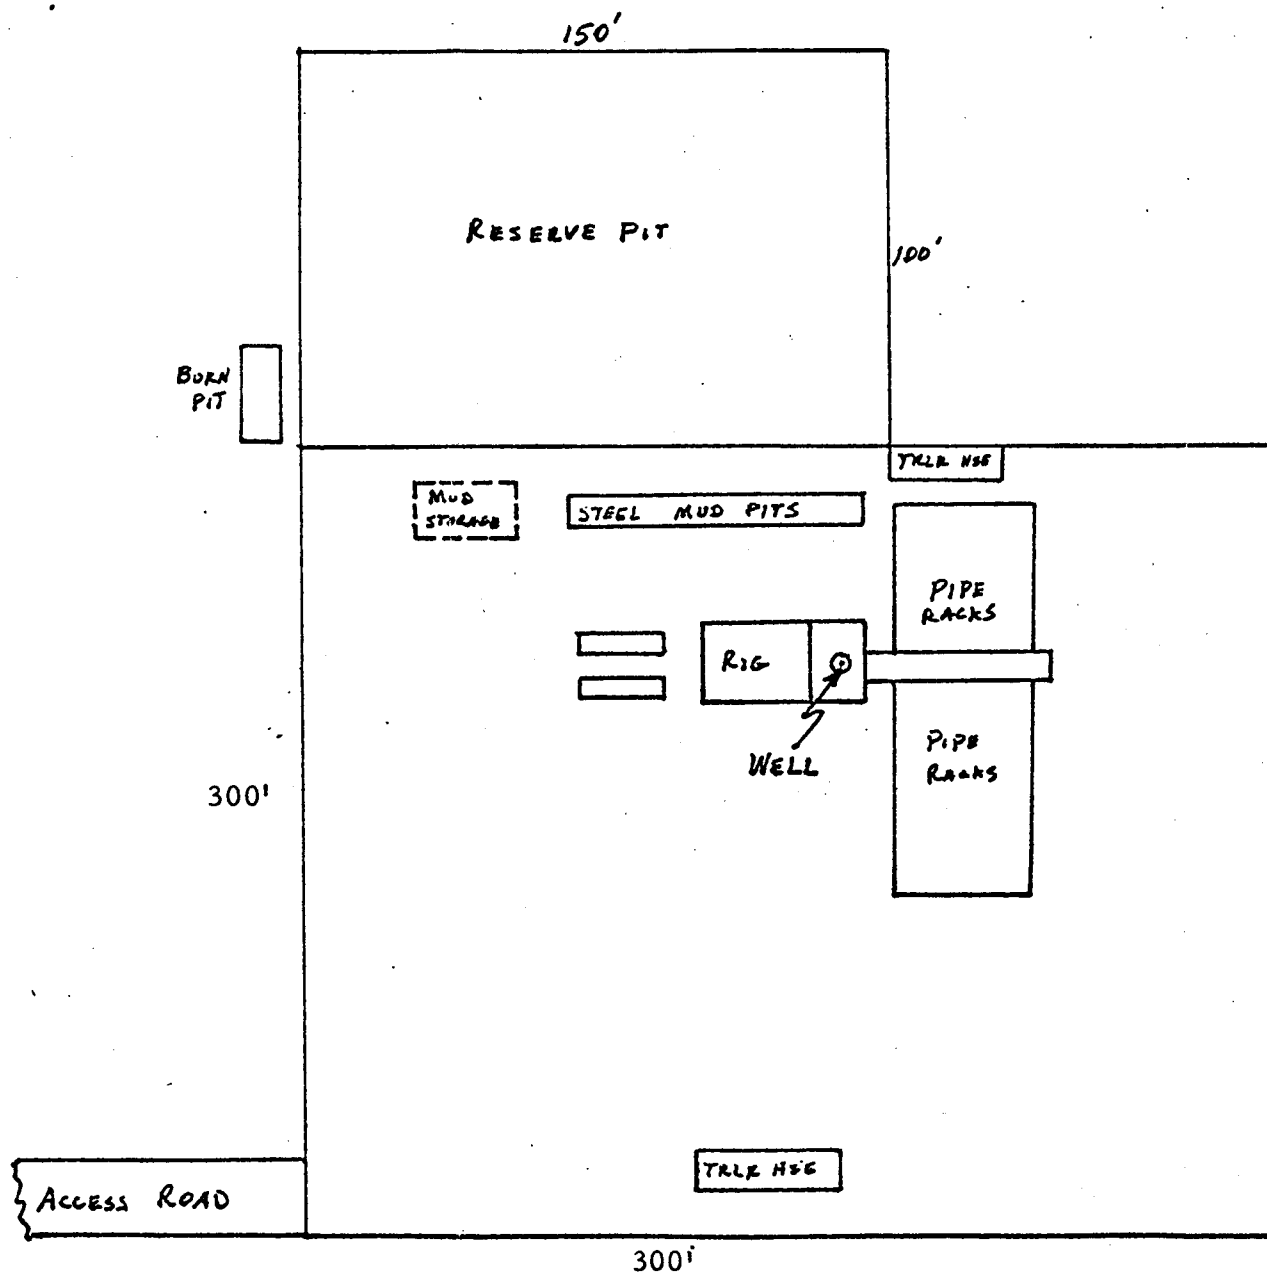 150'
RESERVE PIT
100'
BURN
PIT
TRLR HSE
MUD
STORAGE
STEEL MUD PITS
PIPE
RACKS
RIG
WELL
PIPE
RACKS
300'
TRLR HSE
ACCESS ROAD
300'